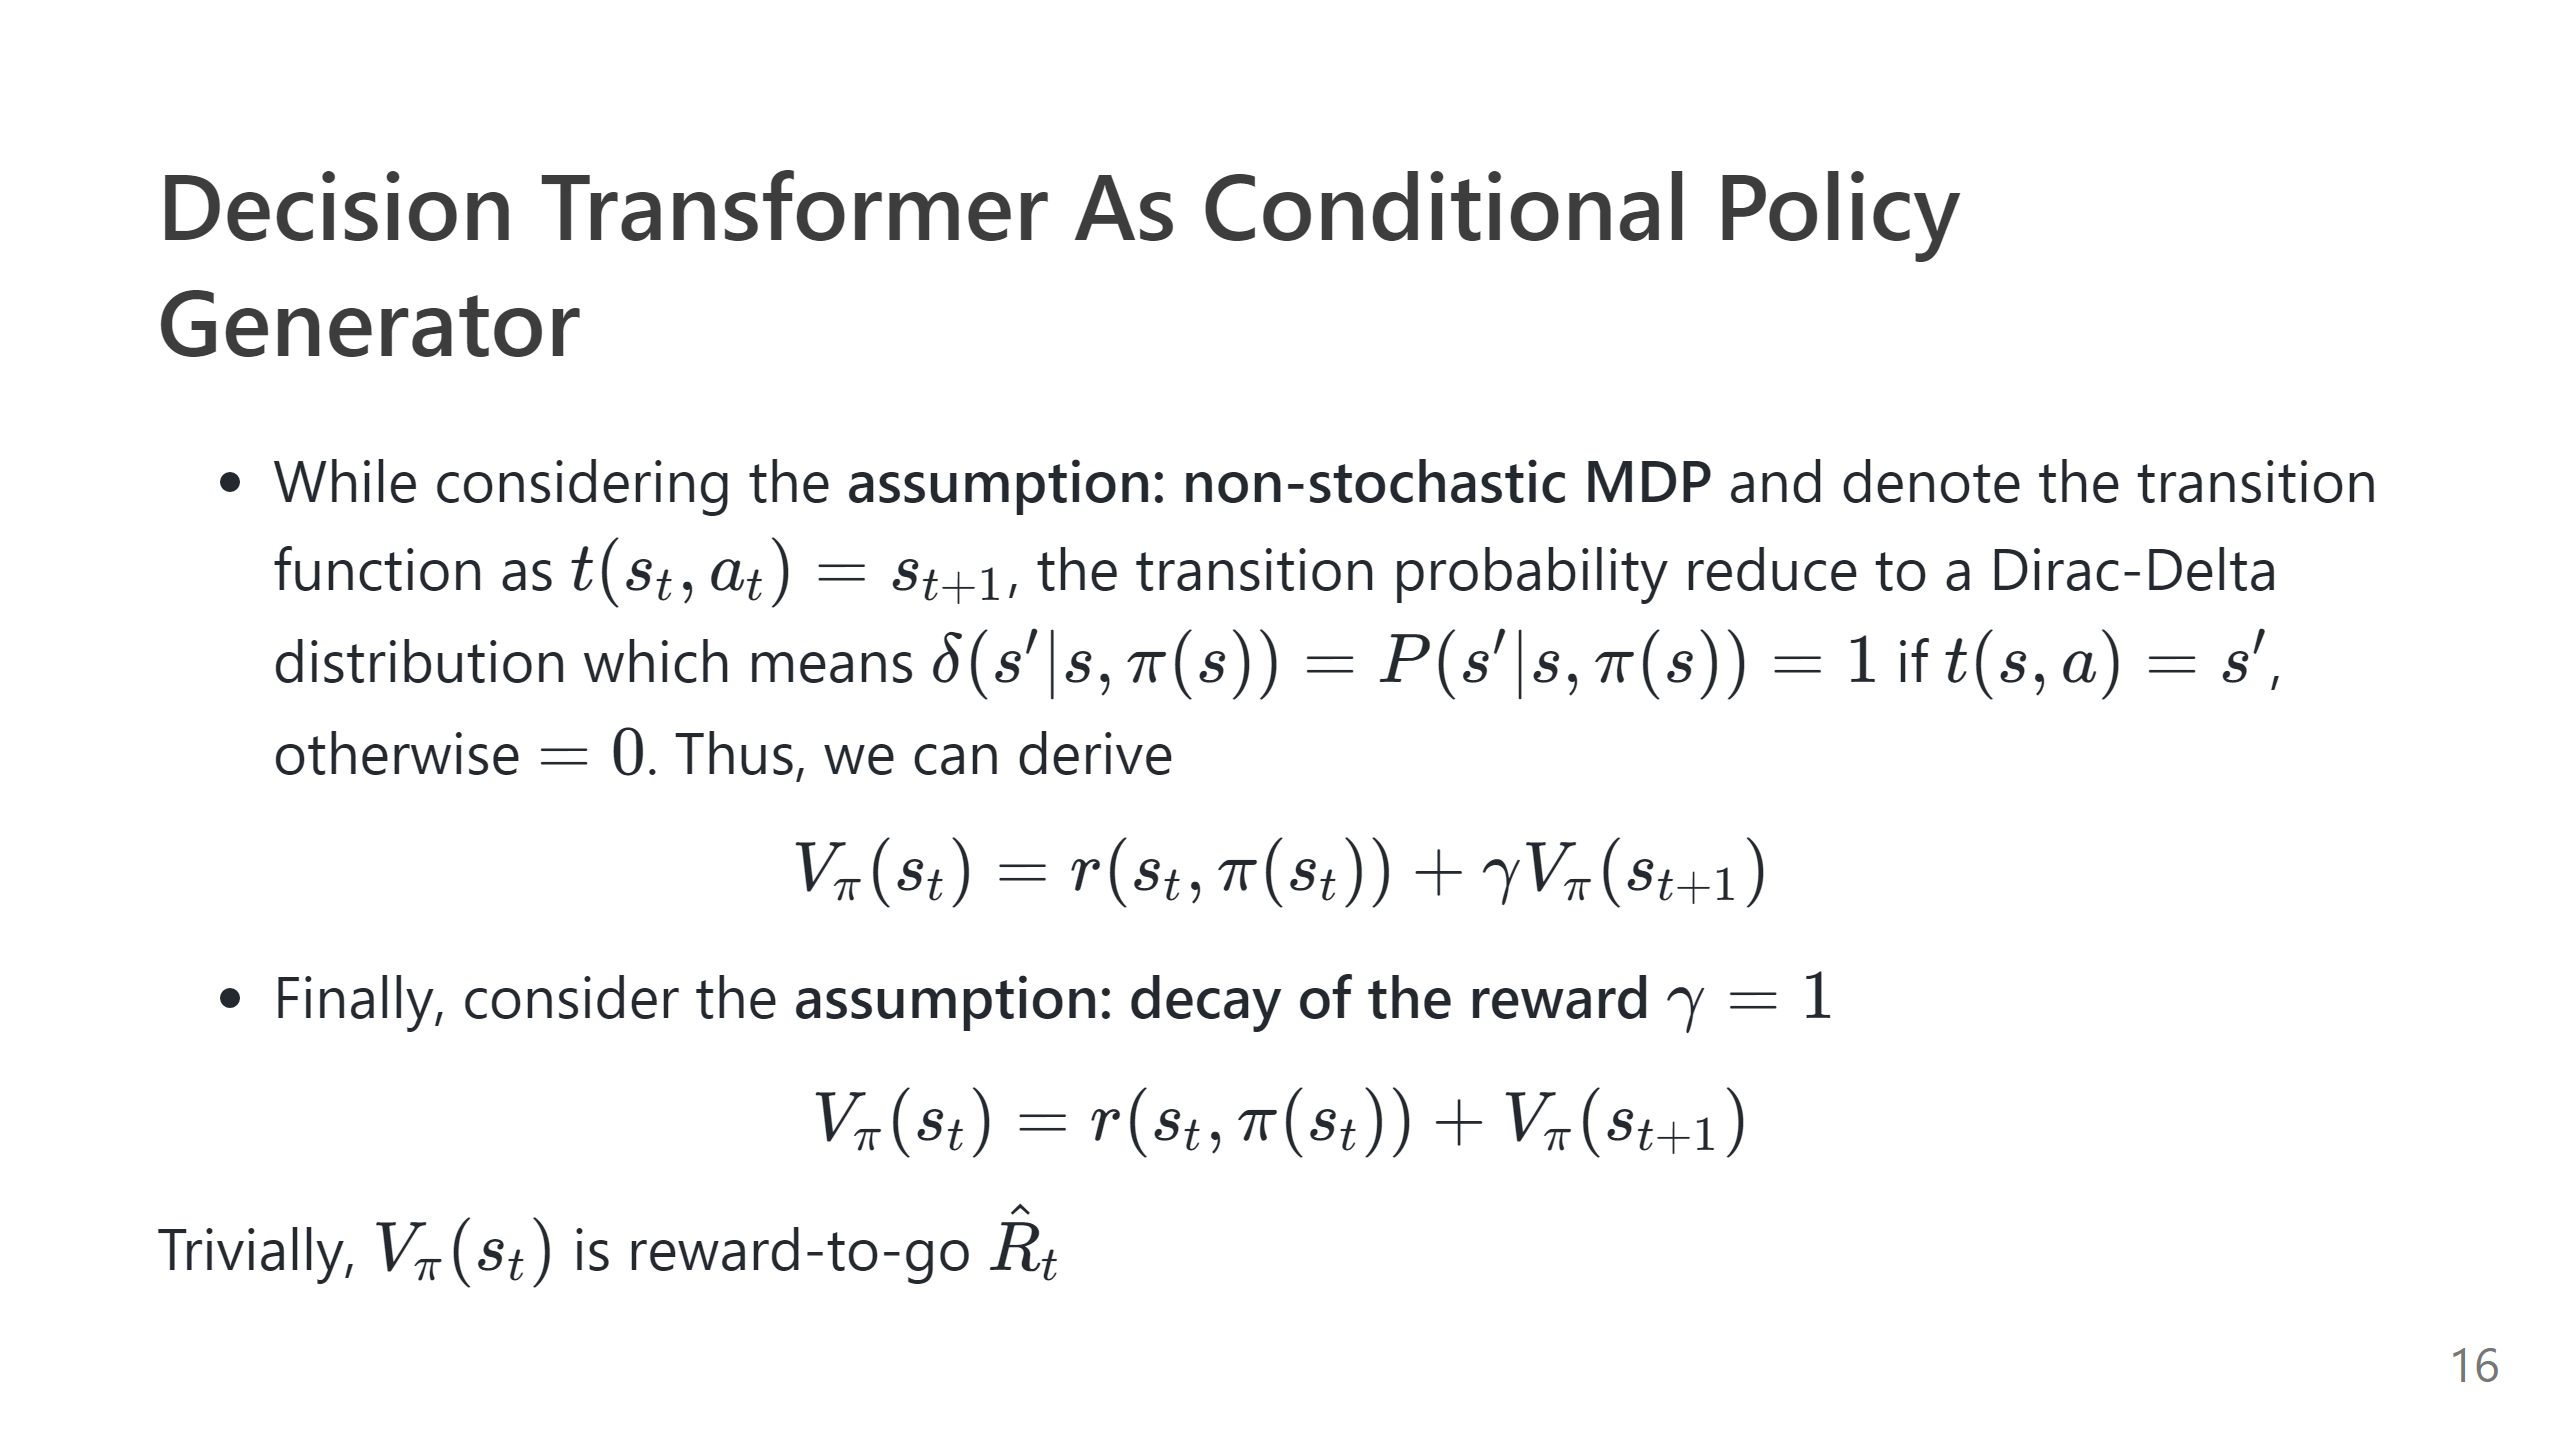 Decision Transformer As Conditional Policy
Generator
• While considering the assumption: non-stochastic MDP and denote the transition
function as t(s_t, a_t) = s_{t+1}, the transition probability reduce to a Dirac-Delta
distribution which means δ(s′|s, π(s)) = P(s′|s, π(s)) = 1 if t(s, a) = s′,
otherwise = 0. Thus, we can derive
V_π(s_t) = r(s_t, π(s_t)) + γV_π(s_{t+1})
• Finally, consider the assumption: decay of the reward γ = 1
V_π(s_t) = r(s_t, π(s_t)) + V_π(s_{t+1})
Trivially, V_π(s_t) is reward-to-go R̂_t
16